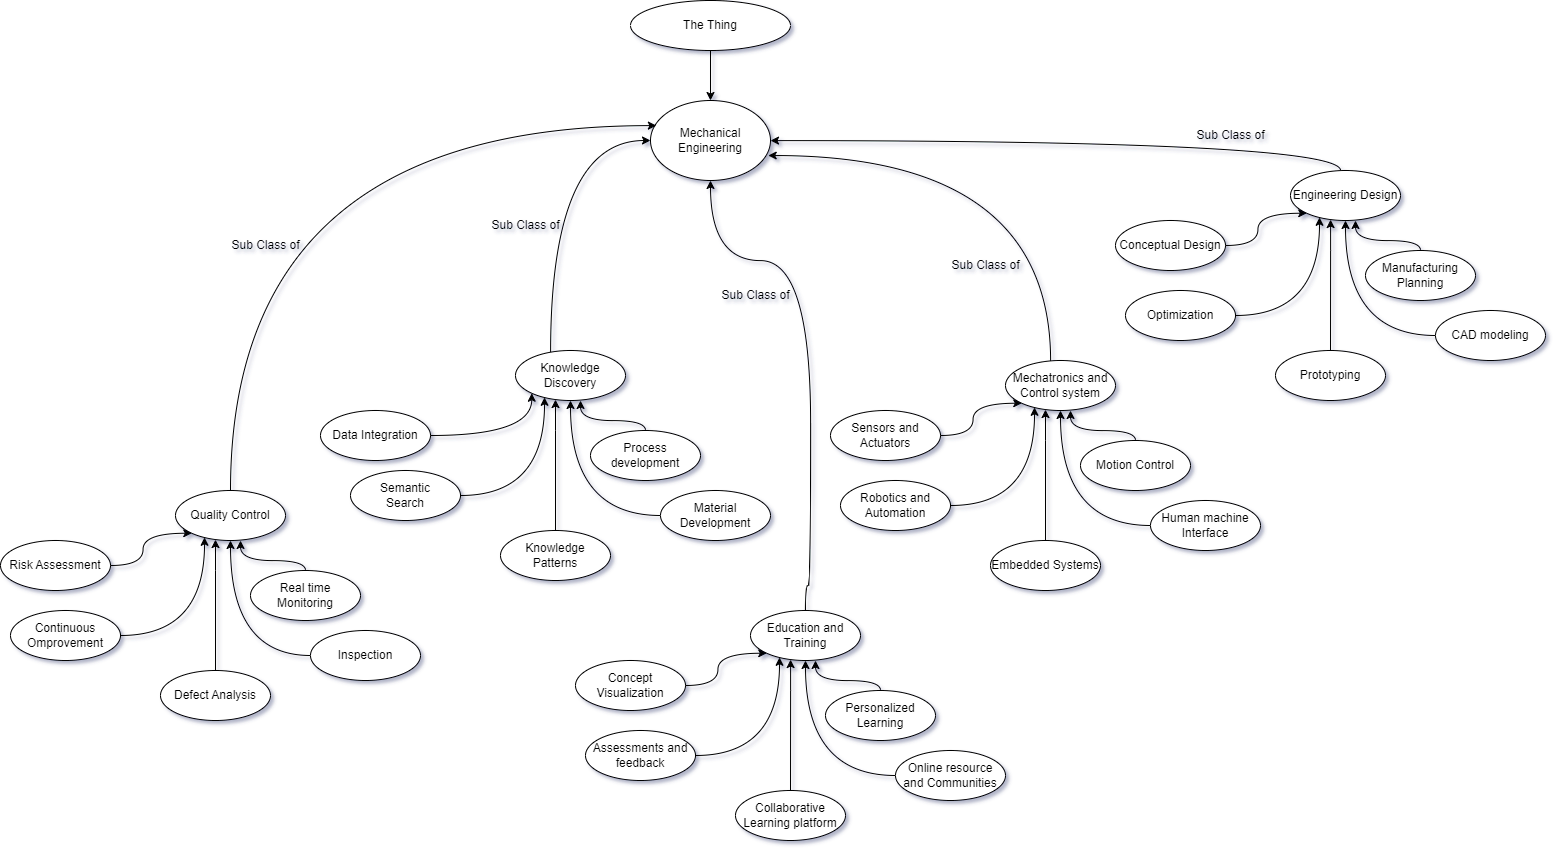 The Thing
Mechanical
Engineering
Sub Class of
Engineering Design
Sub Class of
Conceptual Design
Sub Class of
Sub Class of
Manufacturing
Planning
Sub Class of
Optimization
CAD modeling
Knowledge
Discovery
Prototyping
Mechatronics and
Control system
Data Integration
Process
development
Sensors and
Actuators
Motion Control
Semantic
Search
Material
Development
Robotics and
Automation
Human machine
Interface
Quality Control
Knowledge
Patterns
Embedded Systems
Risk Assessment
Real time
Monitoring
Continuous
Omprovement
Inspection
Education and
Training
Defect Analysis
Concept
Visualization
Personalized
Learning
Assessments and
feedback
Online resource
and Communities
Collaborative
Learning platform